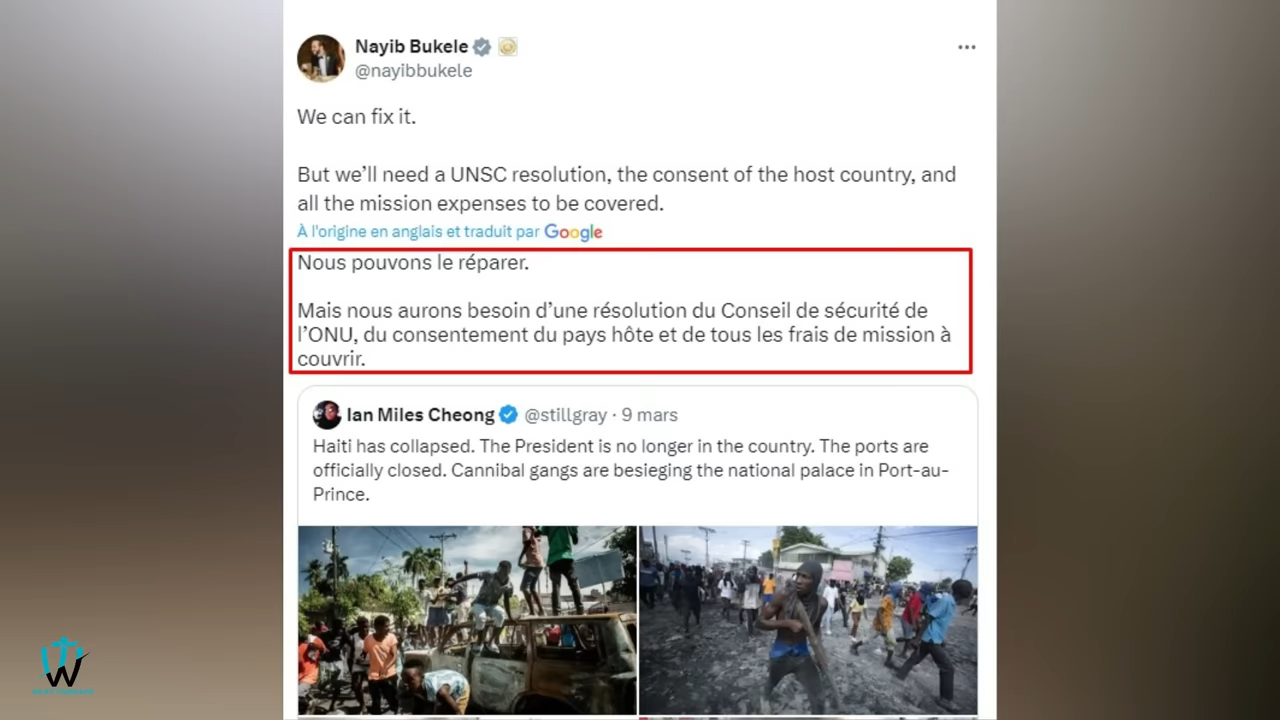 Nayib Bukele
@nayibbukele
We can fix it.
But we’ll need a UNSC resolution, the consent of the host country, and
all the mission expenses to be covered.
À l'origine en anglais et traduit par Google
Nous pouvons le réparer.
Mais nous aurons besoin d’une résolution du Conseil de sécurité de
l’ONU, du consentement du pays hôte et de tous les frais de mission à
couvrir.
Ian Miles Cheong @stillgray · 9 mars
Haiti has collapsed. The President is no longer in the country. The ports are
officially closed. Cannibal gangs are besieging the national palace in Port-au-
Prince.